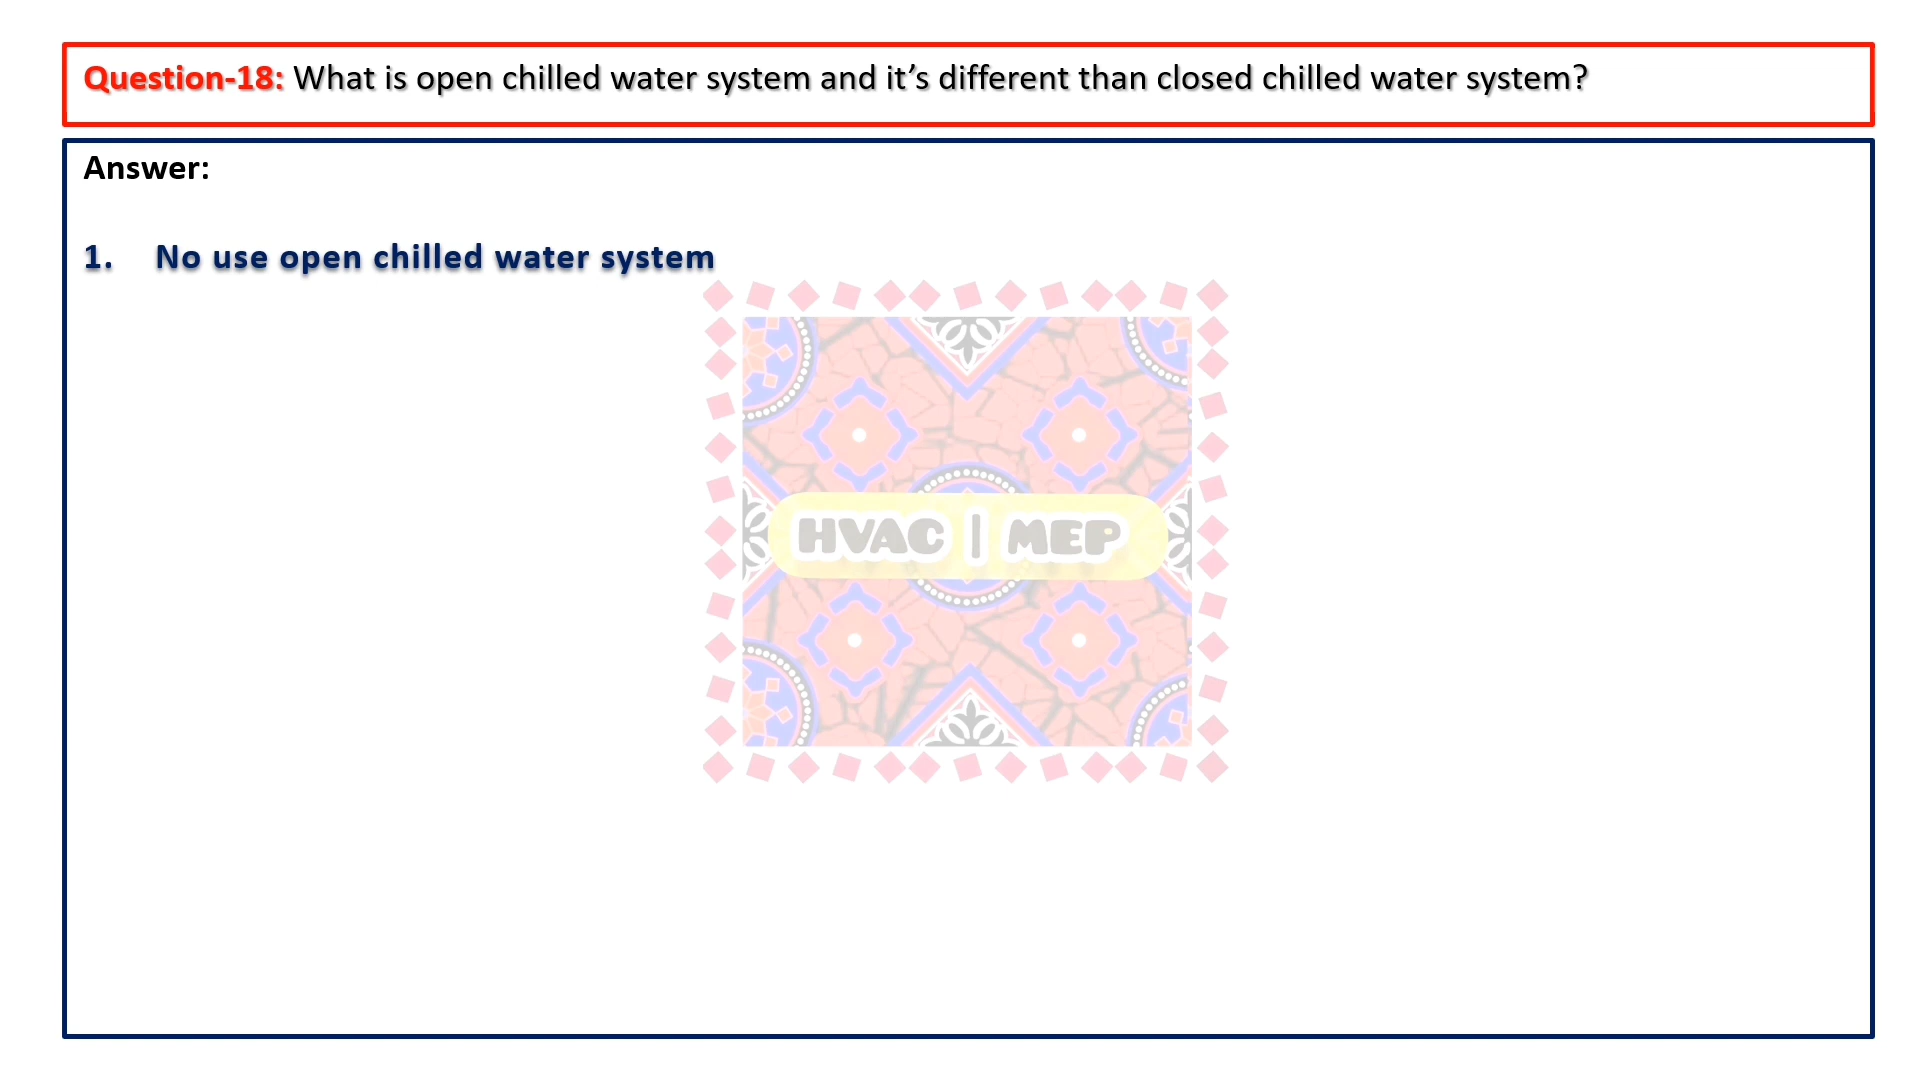 Question-18: What is open chilled water system and it’s different than closed chilled water system?
Answer:
1. No use open chilled water system
HVAC | MEP